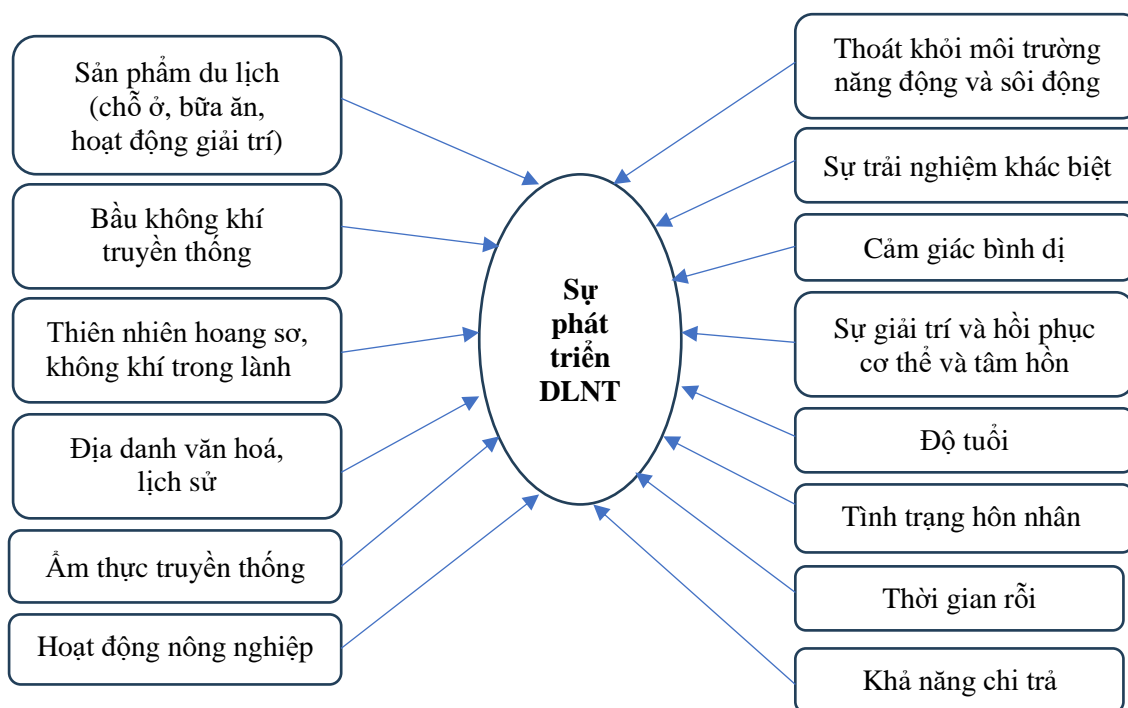 Sản phẩm du lịch
(chỗ ở, bữa ăn,
hoạt động giải trí)
Bầu không khí
truyền thống
Thiên nhiên hoang sơ,
không khí trong lành
Địa danh văn hoá,
lịch sử
Ẩm thực truyền thống
Hoạt động nông nghiệp
Sự
phát
triển
DLNT
Thoát khỏi môi trường
năng động và sôi động
Sự trải nghiệm khác biệt
Cảm giác bình dị
Sự giải trí và hồi phục
cơ thể và tâm hồn
Độ tuổi
Tình trạng hôn nhân
Thời gian rỗi
Khả năng chi trả